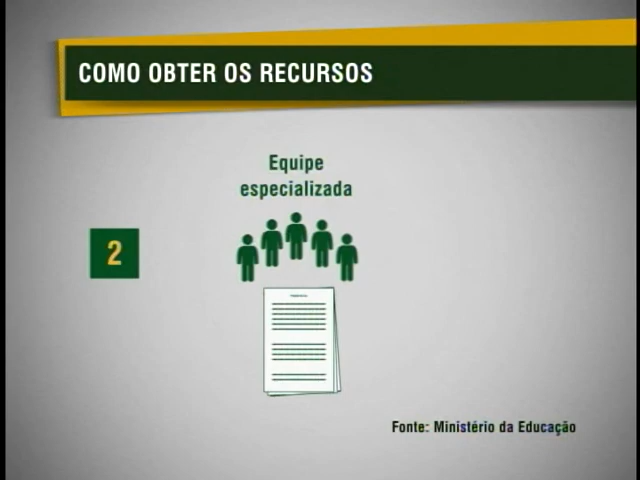 COMO OBTER OS RECURSOS
Equipe
especializada
2
Fonte: Ministério da Educação